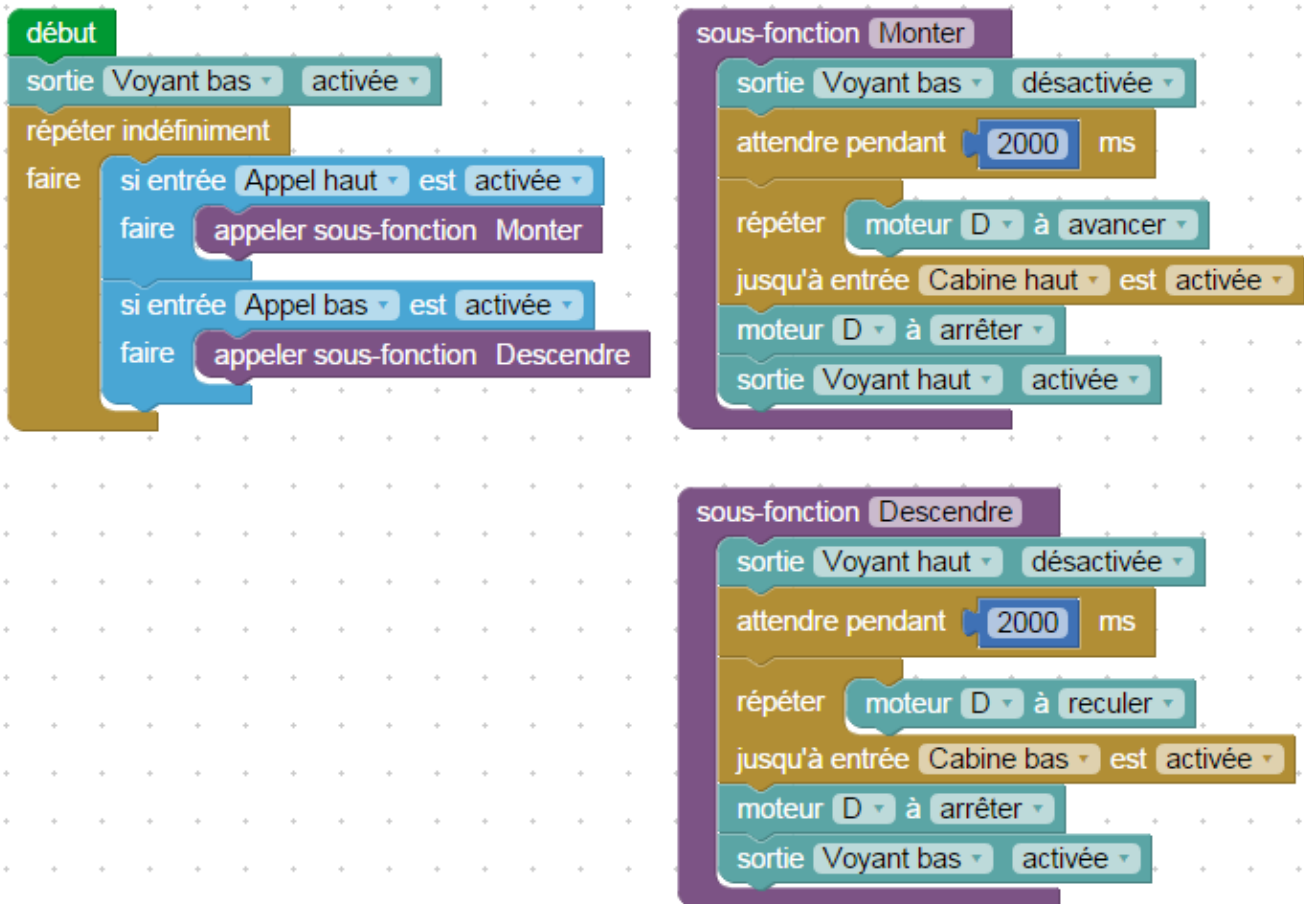 début
sortie Voyant bas activée
répéter indéfiniment
faire si entrée Appel haut est activée
faire appeler sous-fonction Monter
si entrée Appel bas est activée
faire appeler sous-fonction Descendre
sous-fonction Monter
sortie Voyant bas désactivée
attendre pendant 2000 ms
répéter moteur D à avancer
jusqu'à entrée Cabine haut est activée
moteur D à arrêter
sortie Voyant haut activée
sous-fonction Descendre
sortie Voyant haut désactivée
attendre pendant 2000 ms
répéter moteur D à reculer
jusqu'à entrée Cabine bas est activée
moteur D à arrêter
sortie Voyant bas activée